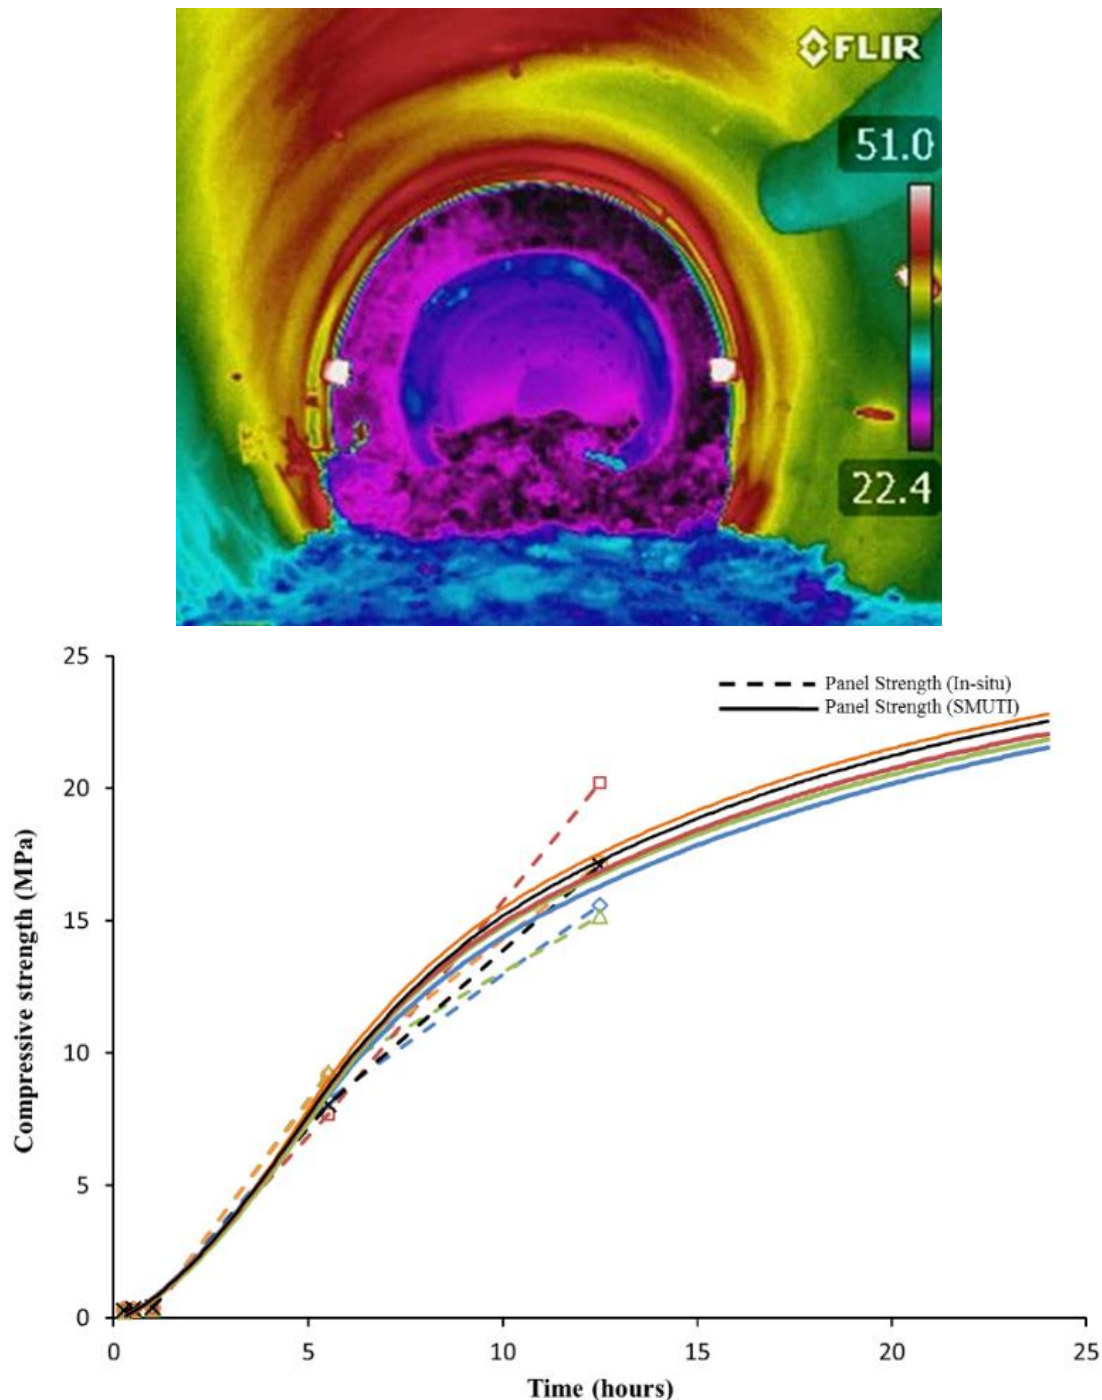 FLIR
51.0
22.4
25
Panel Strength (In-situ)
Panel Strength (SMUTI)
20
15
10
5
0
Compressive strength (MPa)
0 5 10 15 20 25
Time (hours)